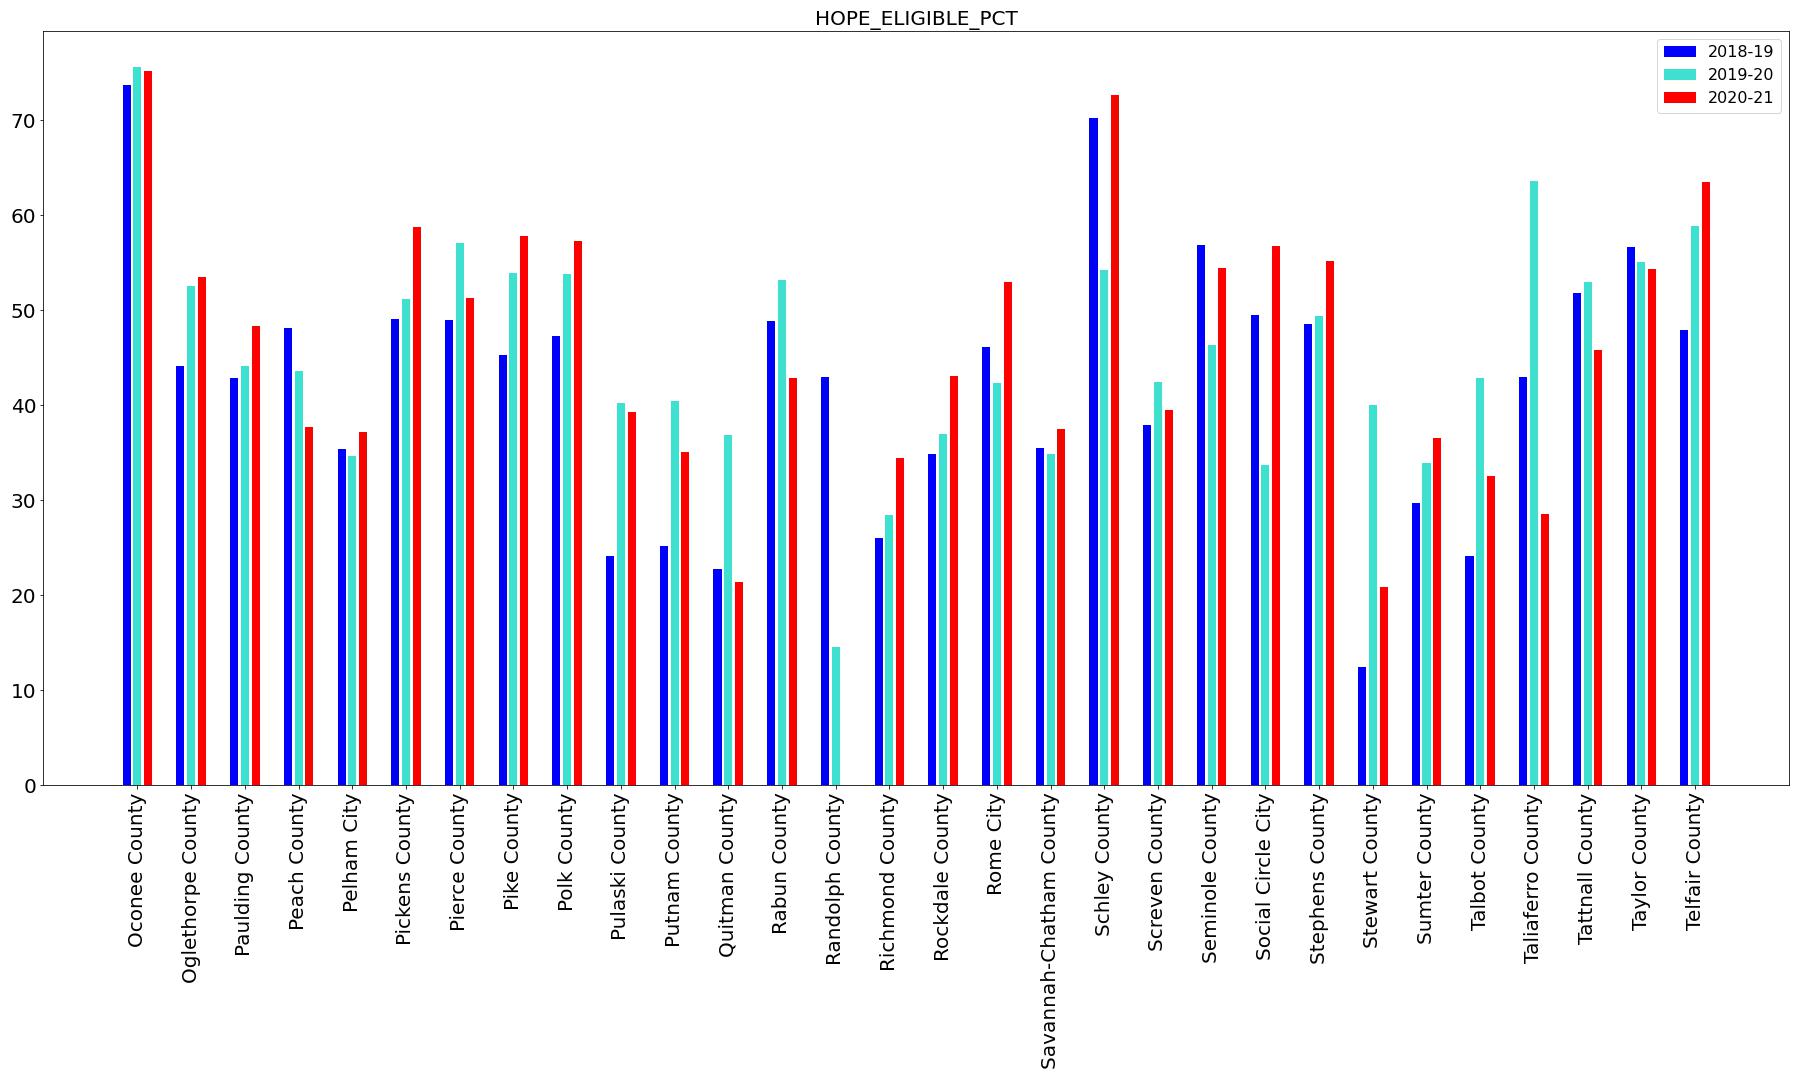 HOPE_ELIGIBLE_PCT
2018-19
2019-20
2020-21
70
60
50
40
30
20
10
0
Oconee County
Oglethorpe County
Paulding County
Peach County
Pelham City
Pickens County
Pierce County
Pike County
Polk County
Pulaski County
Putnam County
Quitman County
Rabun County
Randolph County
Richmond County
Rockdale County
Rome City
Savannah-Chatham County
Schley County
Screven County
Seminole County
Social Circle City
Stephens County
Stewart County
Sumter County
Talbot County
Taliaferro County
Tattnall County
Taylor County
Telfair County